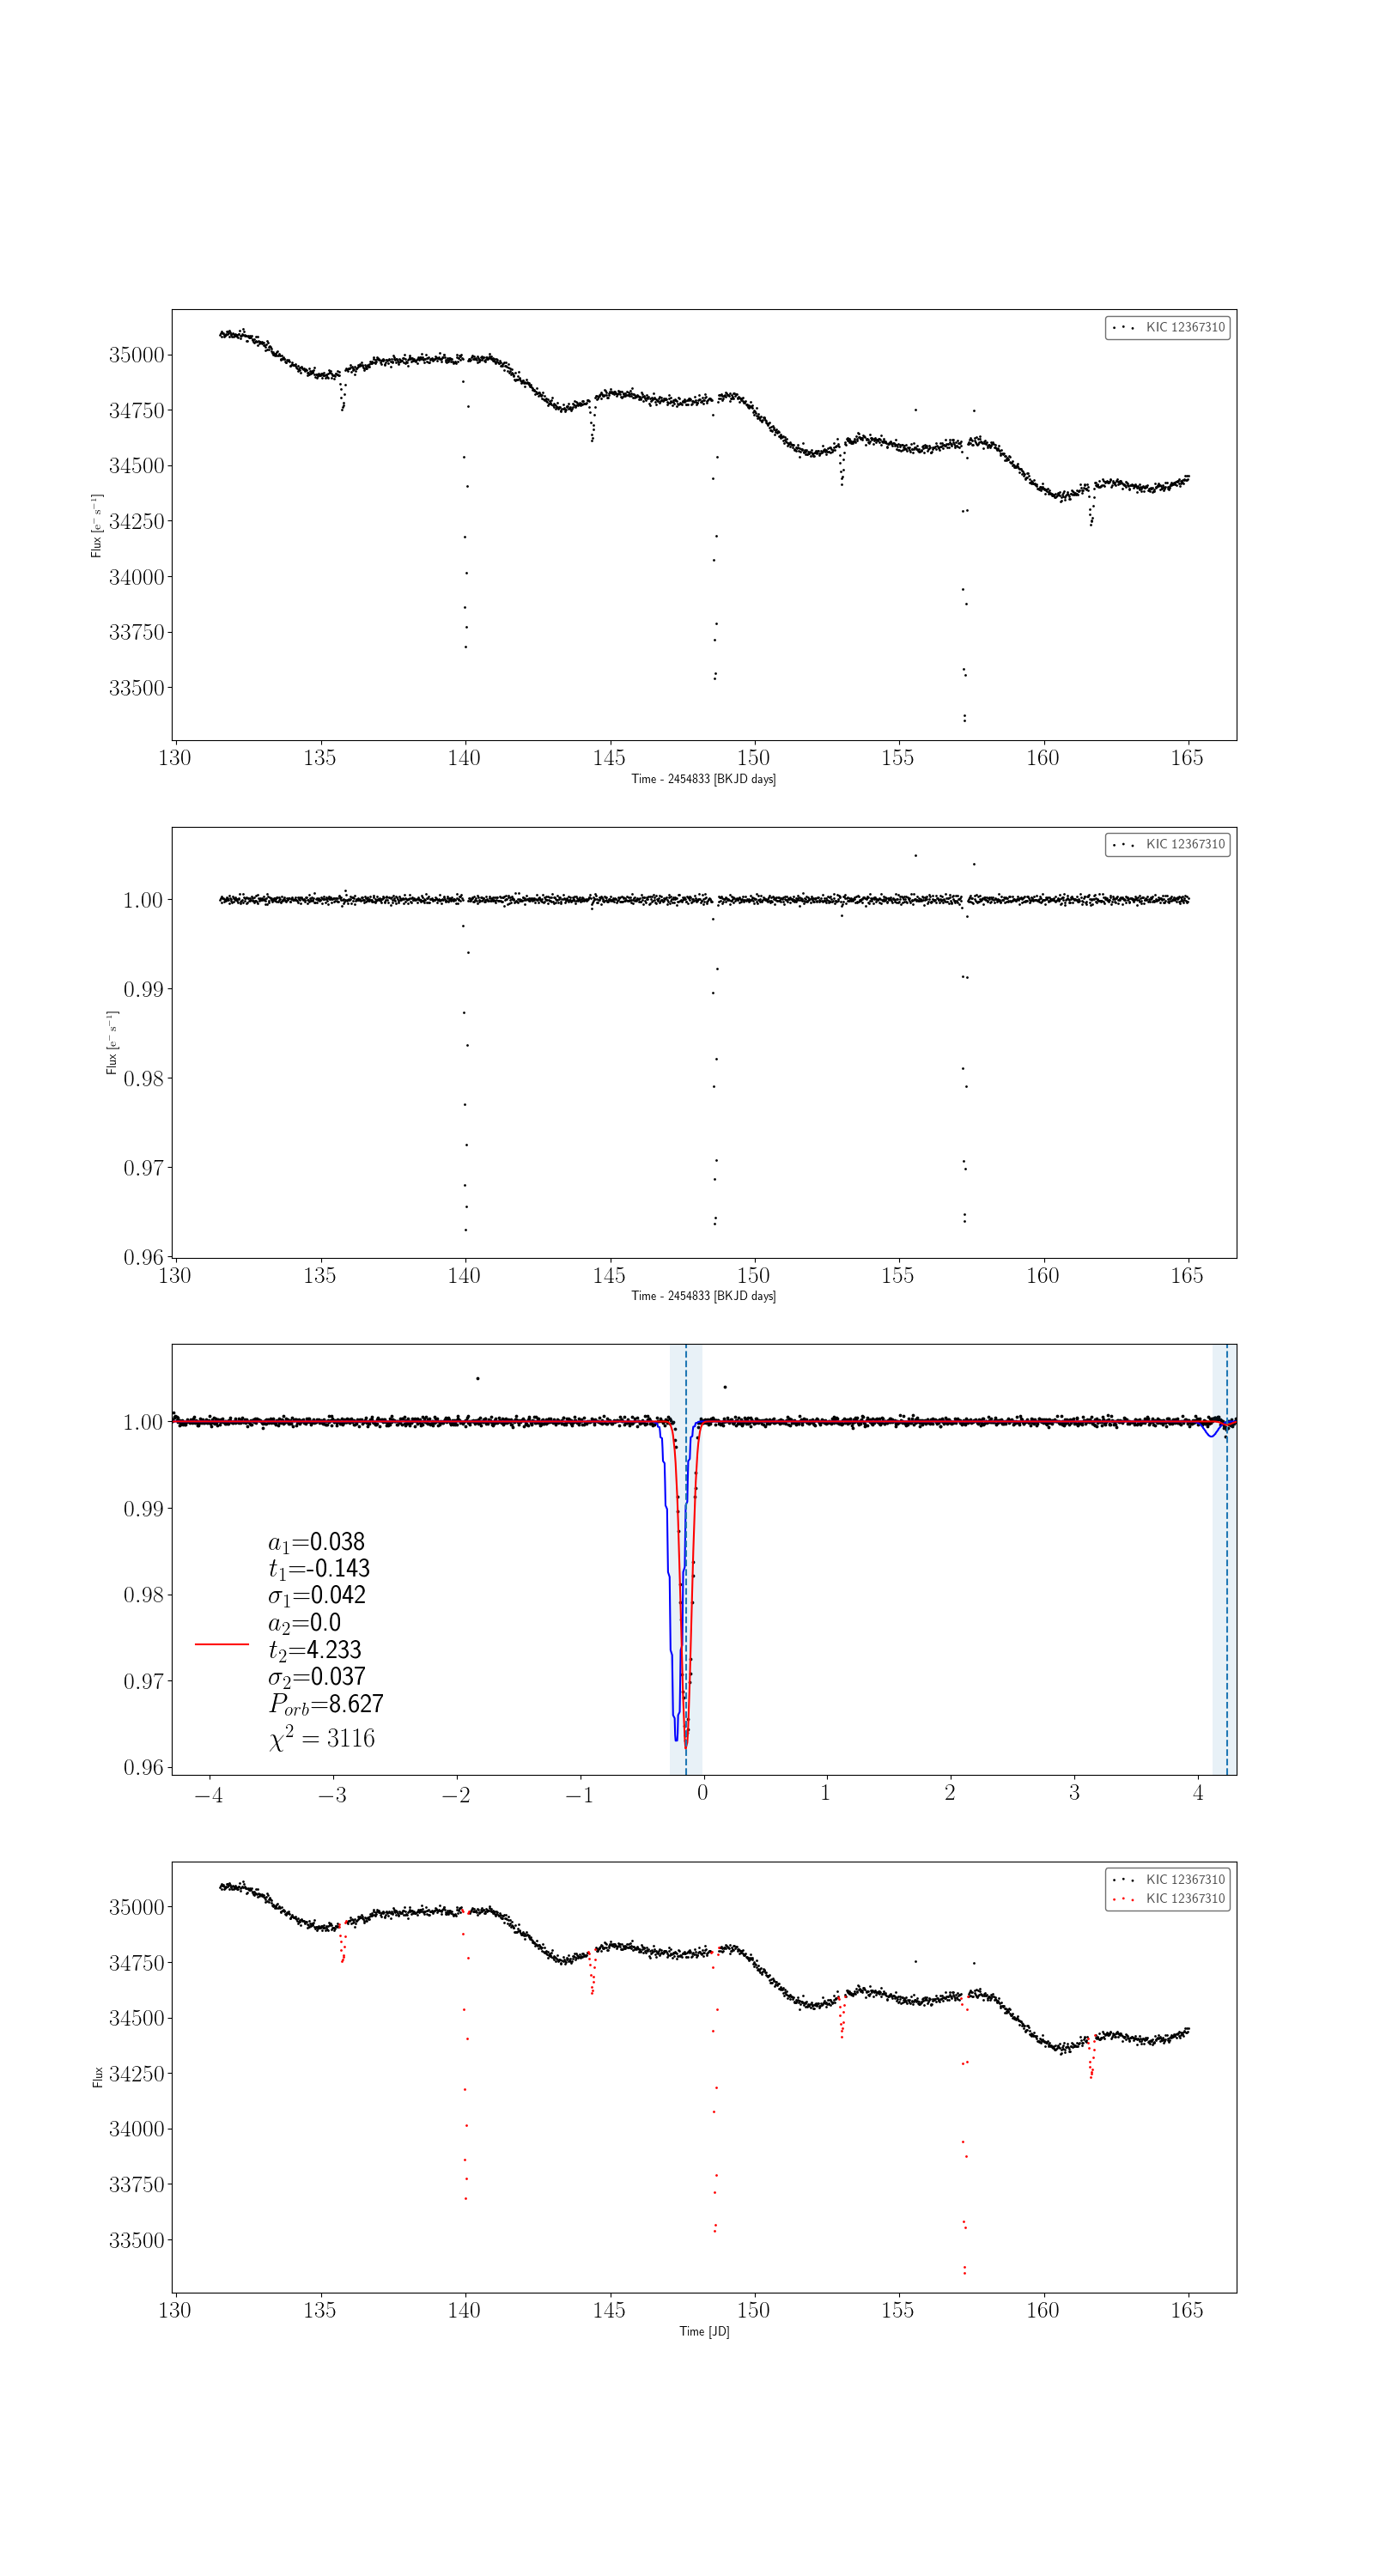 KIC 12367310
35000
34750
34500
34250
34000
33750
33500
Flux [e⁻ s⁻¹]
130 135 140 145 150 155 160 165
Time - 2454833 [BKJD days]
KIC 12367310
1.00
0.99
0.98
0.97
0.96
Flux [e⁻ s⁻¹]
130 135 140 145 150 155 160 165
Time - 2454833 [BKJD days]
1.00
0.99
0.98
0.97
0.96
a₁=0.038
t₁=-0.143
σ₁=0.042
a₂=0.0
t₂=4.233
σ₂=0.037
P_orb=8.627
χ² = 3116
−4 −3 −2 −1 0 1 2 3 4
KIC 12367310
KIC 12367310
35000
34750
34500
34250
34000
33750
33500
Flux
130 135 140 145 150 155 160 165
Time [JD]